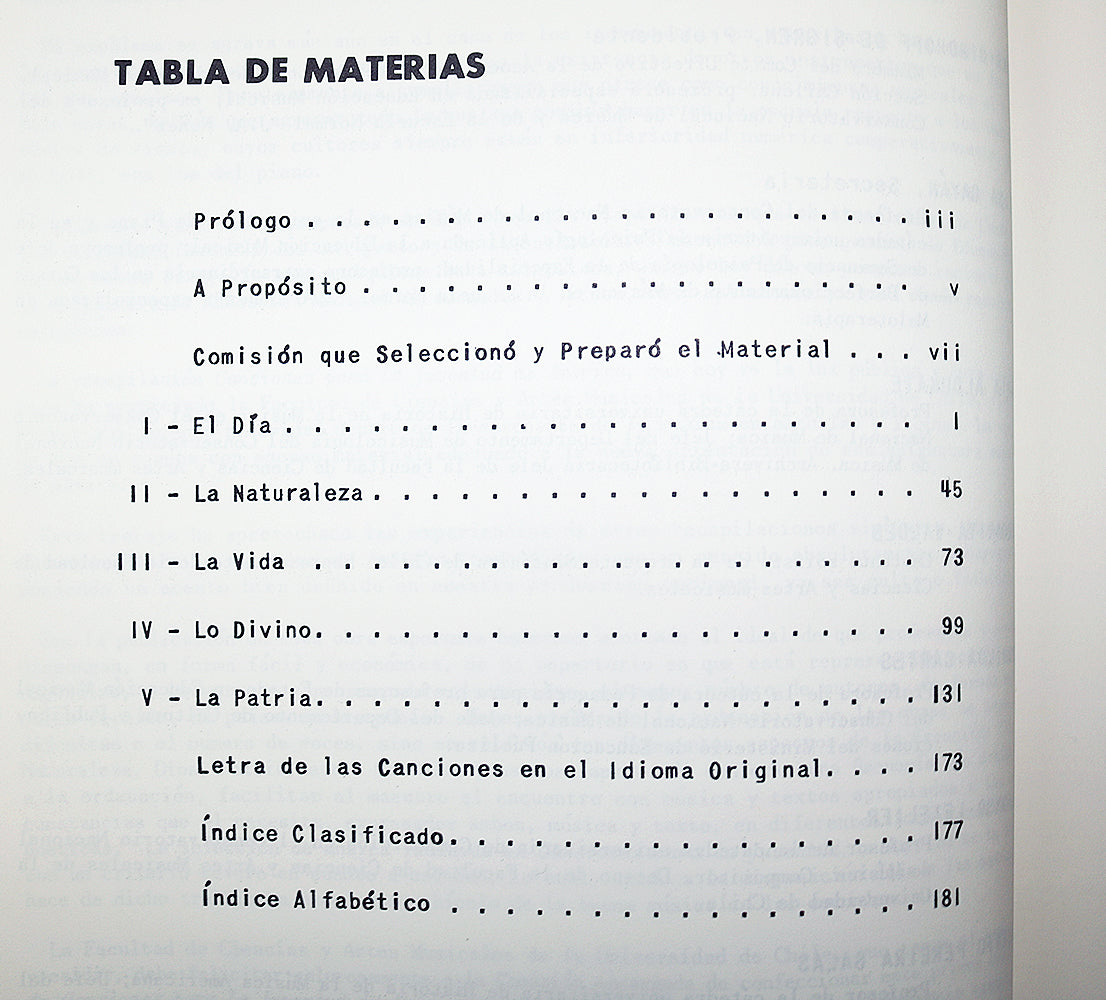 TABLA DE MATERIAS
Prólogo . . . . . . . . . . . . . . . . . . . . . . iii
A Propósito . . . . . . . . . . . . . . . . . . . . v
Comisión que Seleccionó y Preparó el Material . . . vii
I - El Día . . . . . . . . . . . . . . . . . . . . . . . 1
II - La Naturaleza . . . . . . . . . . . . . . . . . . . . 45
III - La Vida . . . . . . . . . . . . . . . . . . . . . . 73
IV - Lo Divino. . . . . . . . . . . . . . . . . . . . . . 99
V - La Patria. . . . . . . . . . . . . . . . . . . . . . 131
Letra de las Canciones en el Idioma Original. . . . 173
Índice Clasificado. . . . . . . . . . . . . . . . . 177
Índice Alfabético . . . . . . . . . . . . . . . . . 181